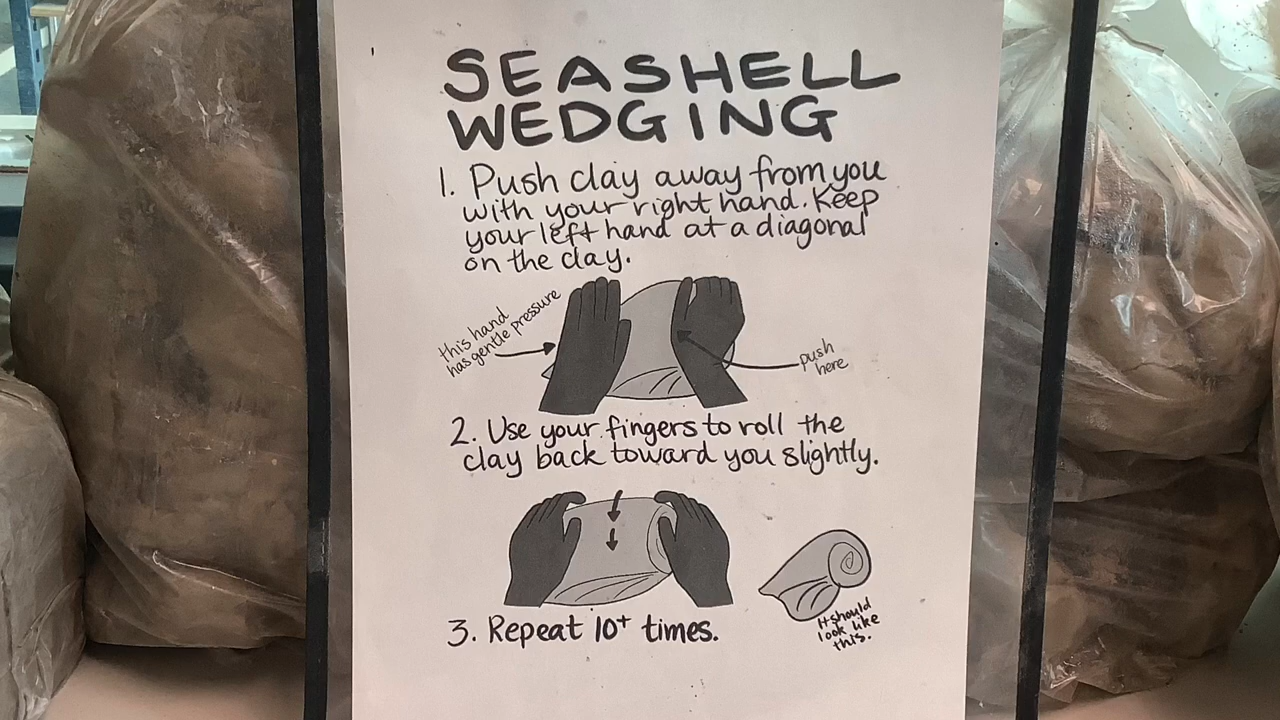 SEASHELL
WEDGING
1. Push clay away from you
with your right hand. Keep
your left hand at a diagonal
on the clay.
this hand
has gentle pressure
push
here
2. Use your fingers to roll the
clay back toward you slightly.
It should
look like
this.
3. Repeat 10+ times.